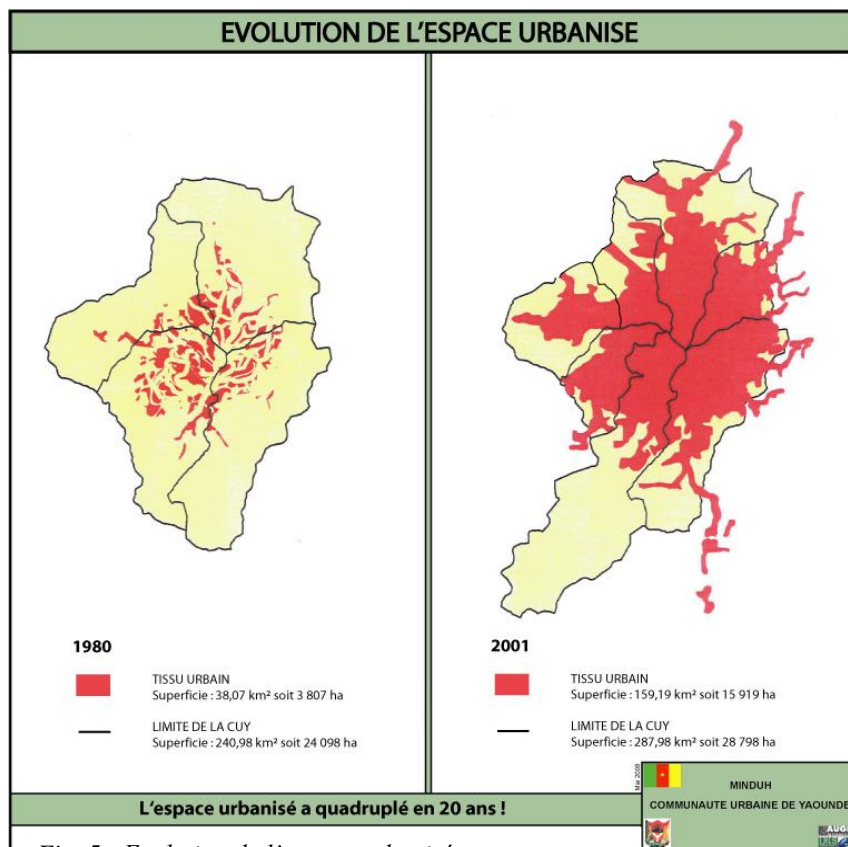 EVOLUTION DE L'ESPACE URBANISE
1980
TISSU URBAIN
Superficie : 38,07 km² soit 3 807 ha
LIMITE DE LA CUY
Superficie : 240,98 km² soit 24 098 ha
2001
TISSU URBAIN
Superficie : 159,19 km² soit 15 919 ha
LIMITE DE LA CUY
Superficie : 287,98 km² soit 28 798 ha
L'espace urbanisé a quadruplé en 20 ans !
Mai 2008
MINDUH
COMMUNAUTE URBAINE DE YAOUNDE